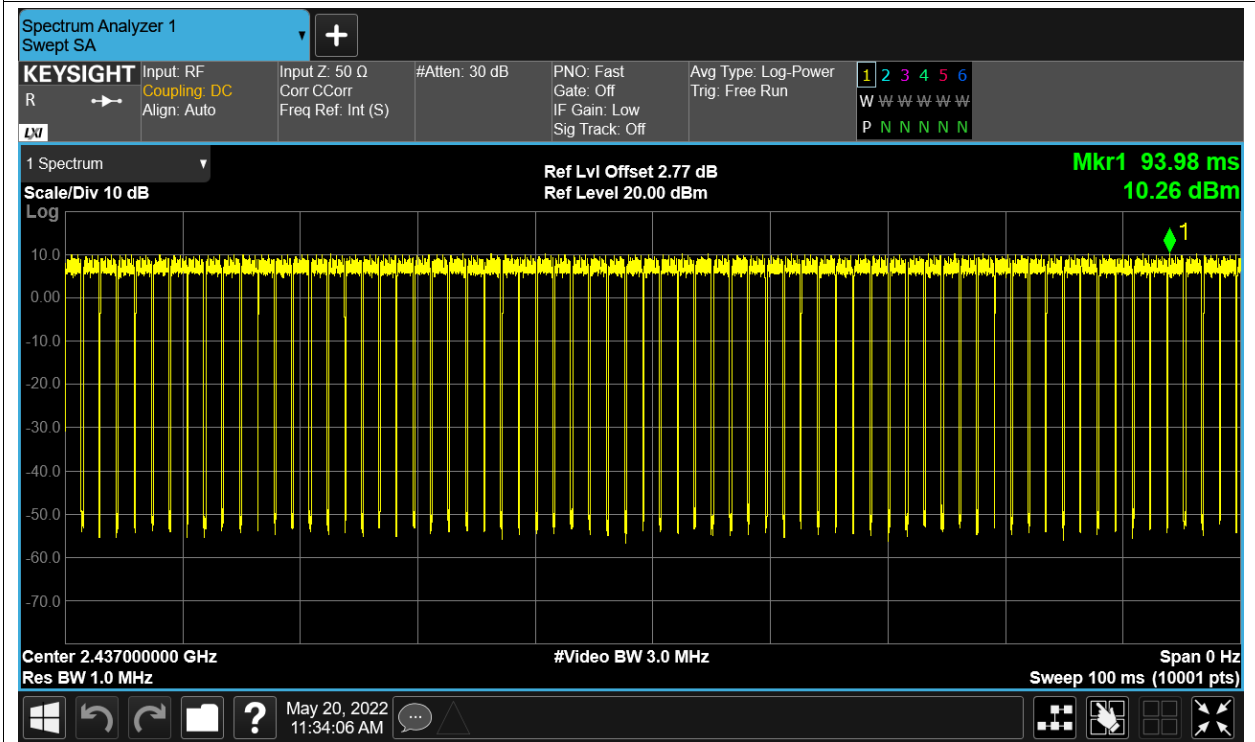 Spectrum Analyzer 1
Swept SA
KEYSIGHT
R
LXI
Input: RF
Coupling: DC
Align: Auto
Input Z: 50 Ω
Corr CCorr
Freq Ref: Int (S)
#Atten: 30 dB
PNO: Fast
Gate: Off
IF Gain: Low
Sig Track: Off
Avg Type: Log-Power
Trig: Free Run
1 2 3 4 5 6
W W W W W W
P N N N N N
1 Spectrum
Scale/Div 10 dB
Log
Ref Lvl Offset 2.77 dB
Ref Level 20.00 dBm
Mkr1 93.98 ms
10.26 dBm
1
10.0
0.00
-10.0
-20.0
-30.0
-40.0
-50.0
-60.0
-70.0
Center 2.437000000 GHz
Res BW 1.0 MHz
#Video BW 3.0 MHz
Span 0 Hz
Sweep 100 ms (10001 pts)
?
May 20, 2022
11:34:06 AM